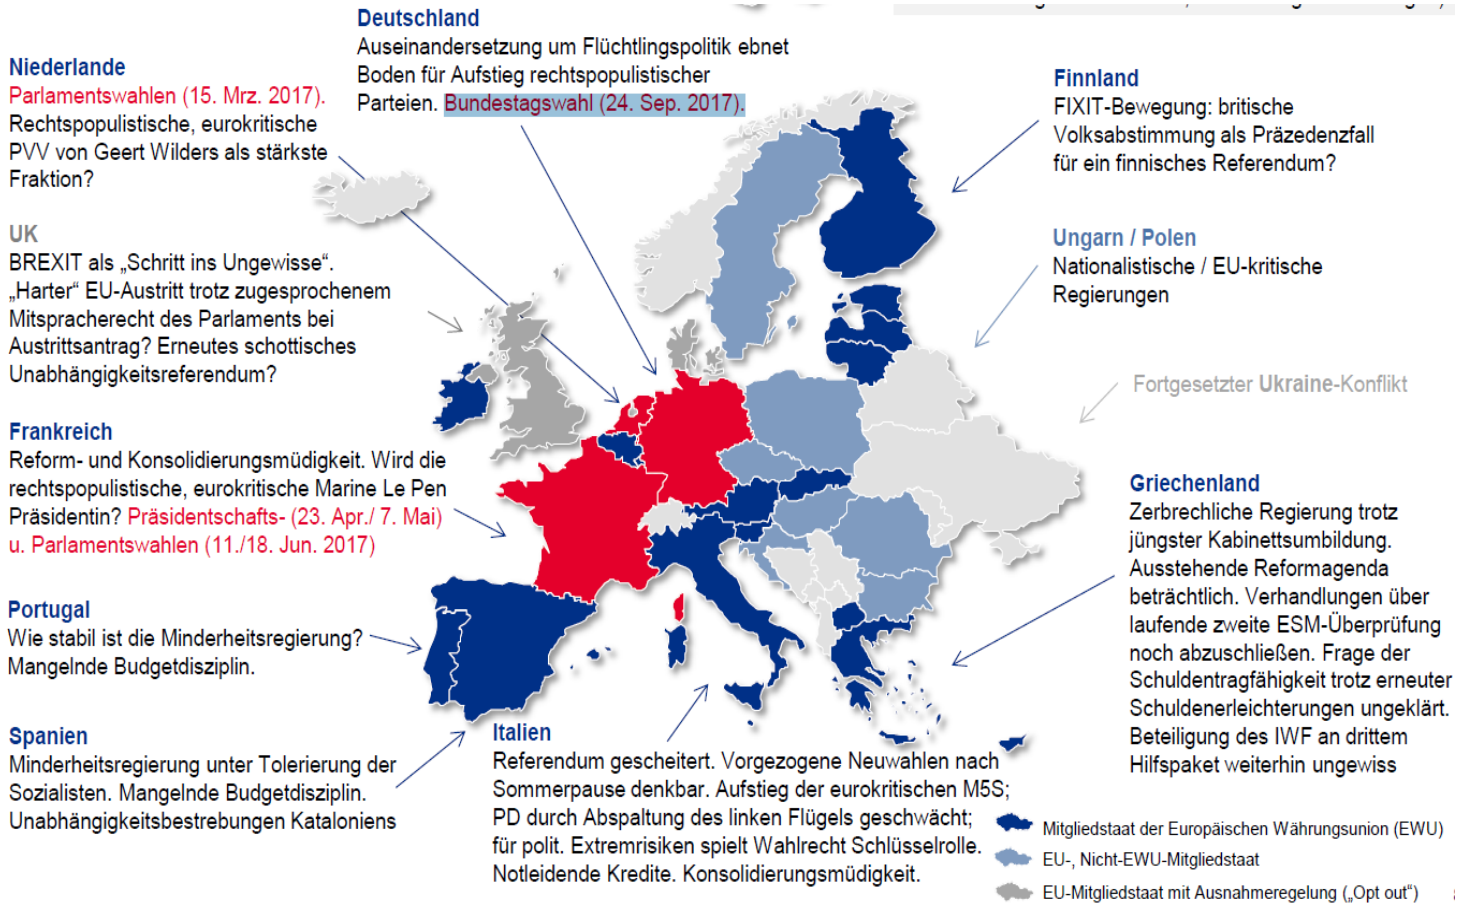 Deutschland
Auseinandersetzung um Flüchtlingspolitik ebnet
Boden für Aufstieg rechtspopulistischer
Parteien. Bundestagswahl (24. Sep. 2017).
Niederlande
Parlamentswahlen (15. Mrz. 2017).
Rechtspopulistische, eurokritische
PVV von Geert Wilders als stärkste
Fraktion?
Finnland
FIXIT-Bewegung: britische
Volksabstimmung als Präzedenzfall
für ein finnisches Referendum?
UK
BREXIT als „Schritt ins Ungewisse“.
„Harter“ EU-Austritt trotz zugesprochenem
Mitspracherecht des Parlaments bei
Austrittsantrag? Erneutes schottisches
Unabhängigkeitsreferendum?
Ungarn / Polen
Nationalistische / EU-kritische
Regierungen
Fortgesetzter Ukraine-Konflikt
Frankreich
Reform- und Konsolidierungsmüdigkeit. Wird die
rechtspopulistische, eurokritische Marine Le Pen
Präsidentin? Präsidentschafts- (23. Apr./ 7. Mai)
u. Parlamentswahlen (11./18. Jun. 2017)
Griechenland
Zerbrechliche Regierung trotz
jüngster Kabinettsumbildung.
Ausstehende Reformagenda
beträchtlich. Verhandlungen über
laufende zweite ESM-Überprüfung
noch abzuschließen. Frage der
Schuldentragfähigkeit trotz erneuter
Schuldenerleichterungen ungeklärt.
Beteiligung des IWF an drittem
Hilfspaket weiterhin ungewiss
Portugal
Wie stabil ist die Minderheitsregierung?
Mangelnde Budgetdisziplin.
Spanien
Minderheitsregierung unter Tolerierung der
Sozialisten. Mangelnde Budgetdisziplin.
Unabhängigkeitsbestrebungen Kataloniens
Italien
Referendum gescheitert. Vorgezogene Neuwahlen nach
Sommerpause denkbar. Aufstieg der eurokritischen M5S;
PD durch Abspaltung des linken Flügels geschwächt;
für polit. Extremrisiken spielt Wahlrecht Schlüsselrolle.
Notleidende Kredite. Konsolidierungsmüdigkeit.
Mitgliedstaat der Europäischen Währungsunion (EWU)
EU-, Nicht-EWU-Mitgliedstaat
EU-Mitgliedstaat mit Ausnahmeregelung („Opt out“)